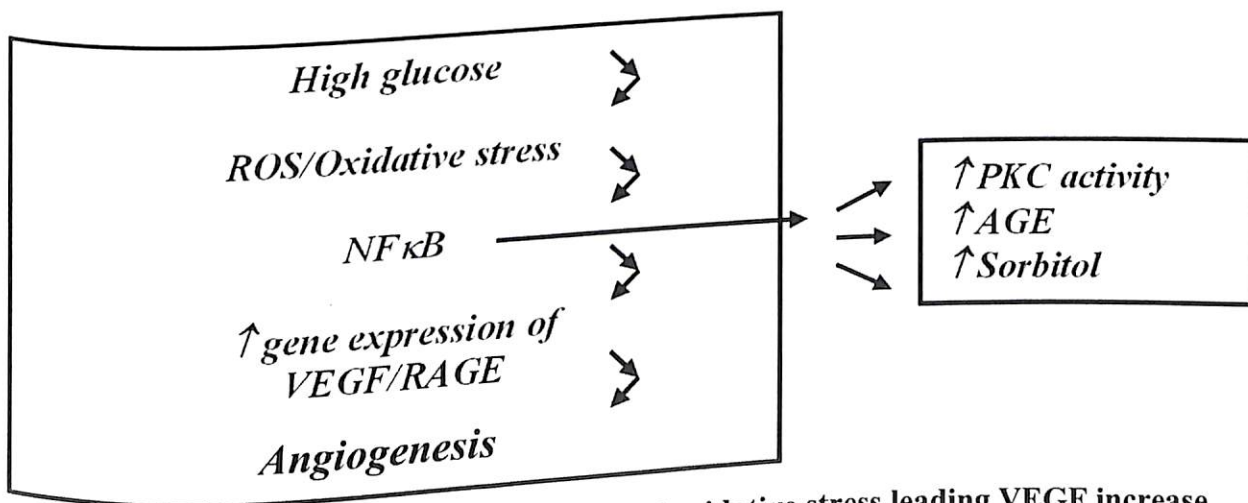 High glucose
ROS/Oxidative stress
NFκB
↑gene expression of
VEGF/RAGE
Angiogenesis
↑PKC activity
↑AGE
↑Sorbitol
stress leading VEGF increase